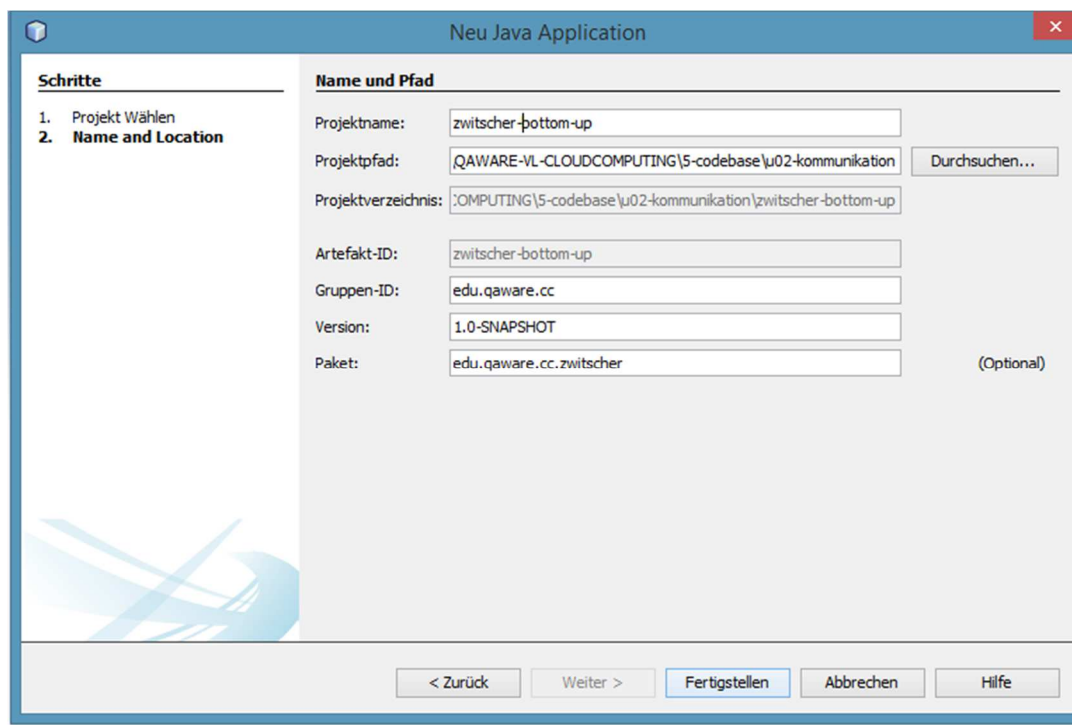 Neu Java Application
Schritte
1. Projekt Wählen
2. Name and Location
Name und Pfad
Projektname: zwitscher-bottom-up
Projektpfad: QAWARE-VL-CLOUDCOMPUTING\5-codebase\µ02-kommunikation Durchsuchen...
Projektverzeichnis: COMPUTING\5-codebase\µ02-kommunikation\zwitscher-bottom-up
Artefakt-ID: zwitscher-bottom-up
Gruppen-ID: edu.qaware.cc
Version: 1.0-SNAPSHOT
Paket: edu.qaware.cc.zwitscher (Optional)
< Zurück Weiter > Fertigstellen Abbrechen Hilfe